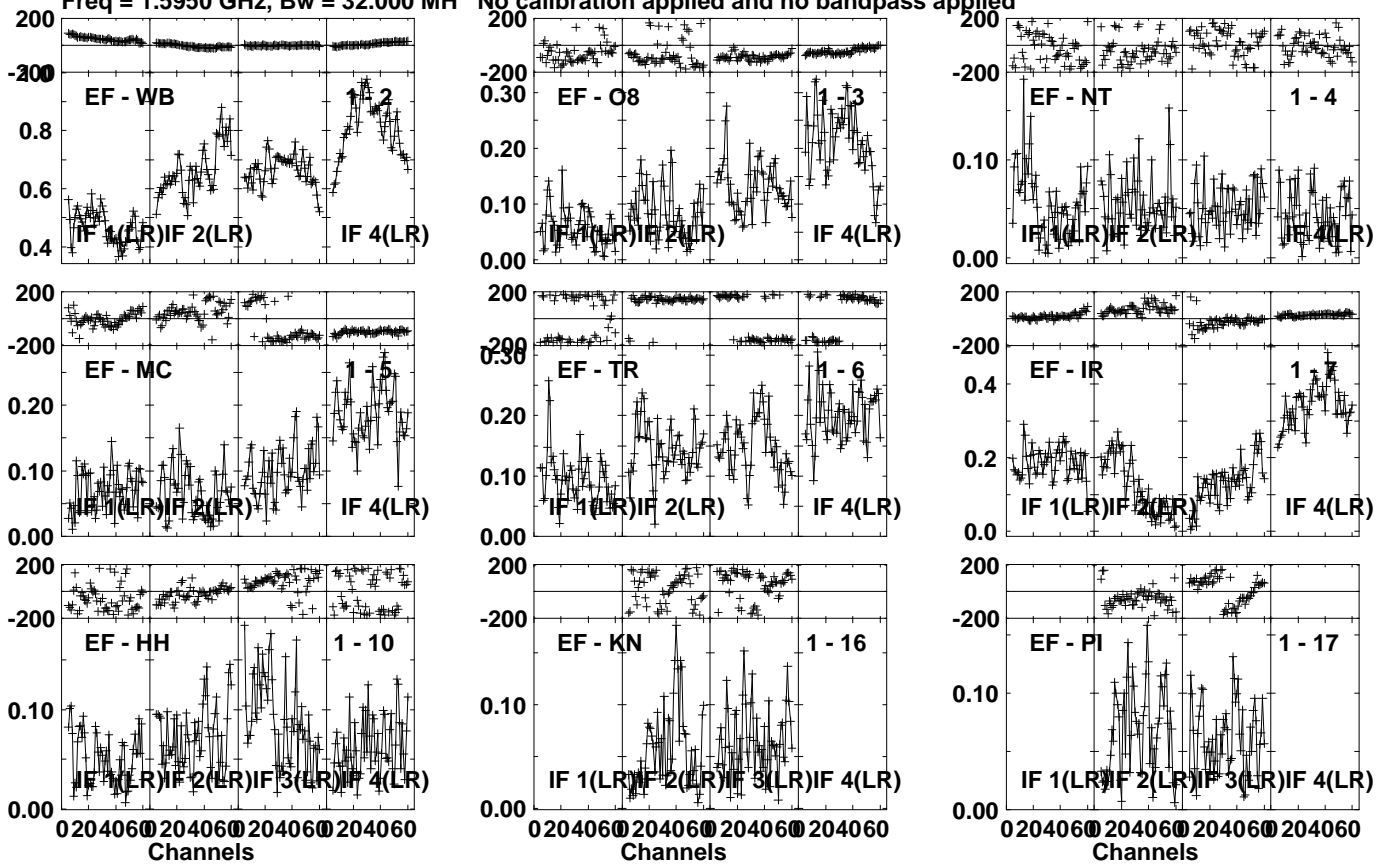 Freq = 1.5950 GHz, Bw = 32.000 MH No calibration applied and no bandpass applied
200
-200
1.0
EF - WB
1 - 2
0.8
0.6
0.4
IF 1(LR)
IF 2(LR)
IF 4(LR)
200
-200
0.30
EF - O8
1 - 3
0.20
0.10
0.00
IF 1(LR)
IF 2(LR)
IF 4(LR)
200
-200
EF - NT
1 - 4
0.10
0.00
IF 1(LR)
IF 2(LR)
IF 4(LR)
200
-200
EF - MC
1 - 5
0.20
0.10
0.00
IF 1(LR)
IF 2(LR)
IF 4(LR)
200
-200
0.30
EF - TR
1 - 6
0.20
0.10
0.00
IF 1(LR)
IF 2(LR)
IF 4(LR)
200
-200
EF - IR
1 - 7
0.4
0.2
0.0
IF 1(LR)
IF 2(LR)
IF 4(LR)
200
-200
EF - HH
1 - 10
0.10
0.00
IF 1(LR)
IF 2(LR)
IF 3(LR)
IF 4(LR)
0 20 40 60 0 20 40 60 0 20 40 60 0 20 40 60
Channels
200
-200
EF - KN
1 - 16
0.10
0.00
IF 1(LR)
IF 2(LR)
IF 3(LR)
IF 4(LR)
0 20 40 60 0 20 40 60 0 20 40 60 0 20 40 60
Channels
200
-200
EF - PI
1 - 17
0.10
0.00
IF 1(LR)
IF 2(LR)
IF 3(LR)
IF 4(LR)
0 20 40 60 0 20 40 60 0 20 40 60 0 20 40 60
Channels